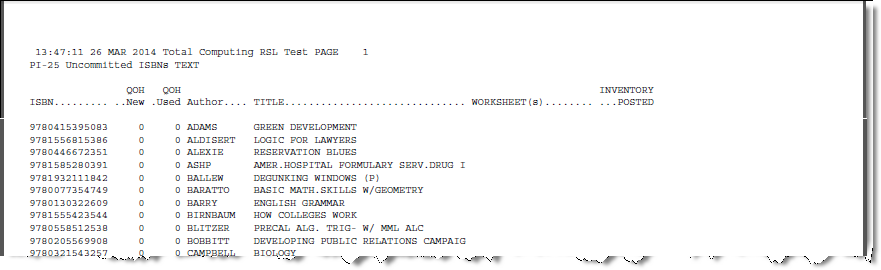 13:47:11 26 MAR 2014 Total Computing RSL Test PAGE    1
PI-25 Uncommitted ISBNs TEXT
QOH   QOH                                                                     INVENTORY
ISBN......... ..New .Used Author.... TITLE.............................. WORKSHEET(s)........ ...POSTED
9780415395083     0     0 ADAMS      GREEN DEVELOPMENT
9781556815386     0     0 ALDISERT   LOGIC FOR LAWYERS
9780446672351     0     0 ALEXIE     RESERVATION BLUES
9781585280391     0     0 ASHP       AMER.HOSPITAL FORMULARY SERV.DRUG I
9781932111842     0     0 BALLEW     DEGUNKING WINDOWS (P)
9780077354749     0     0 BARATTO    BASIC MATH.SKILLS W/GEOMETRY
9780130322609     0     0 BARRY      ENGLISH GRAMMAR
9781555423544     0     0 BIRNBAUM   HOW COLLEGES WORK
9780558512538     0     0 BLITZER    PRECAL ALG. TRIG- W/ MML ALC
9780205569908     0     0 BOBBITT    DEVELOPING PUBLIC RELATIONS CAMPAIG
9780321543257     0     0 CAMPBELL   BIOLOGY